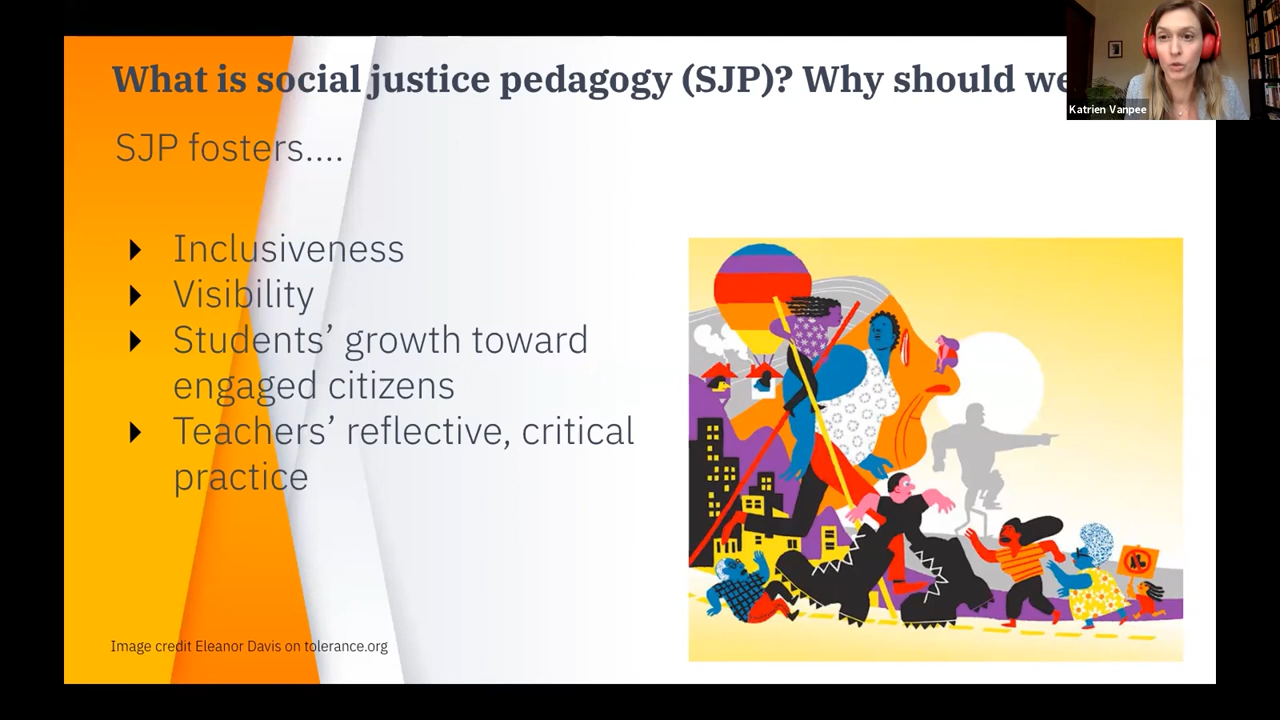 What is social justice pedagogy (SJP)? Why should we
Katrien Vanpee
SJP fosters....
Inclusiveness
Visibility
Students’ growth toward
engaged citizens
Teachers’ reflective, critical
practice
Image credit Eleanor Davis on tolerance.org